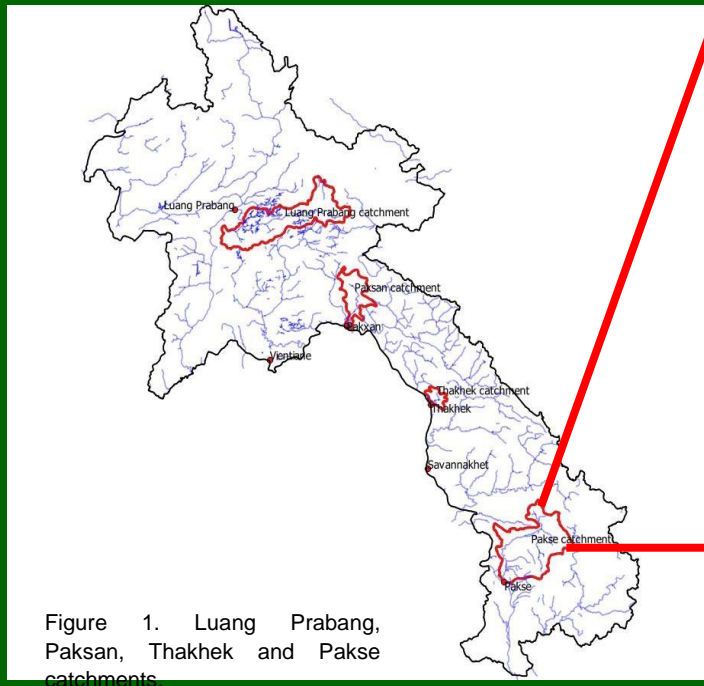 Luang Prabang
Luang Prabang catchment
Paksan catchment
Pakxan
Vientiane
Thakhek catchment
Thakhek
Savannakhet
Pakse catchment
Pakse
Figure 1. Luang Prabang,
Paksan, Thakhek and Pakse
catchments.